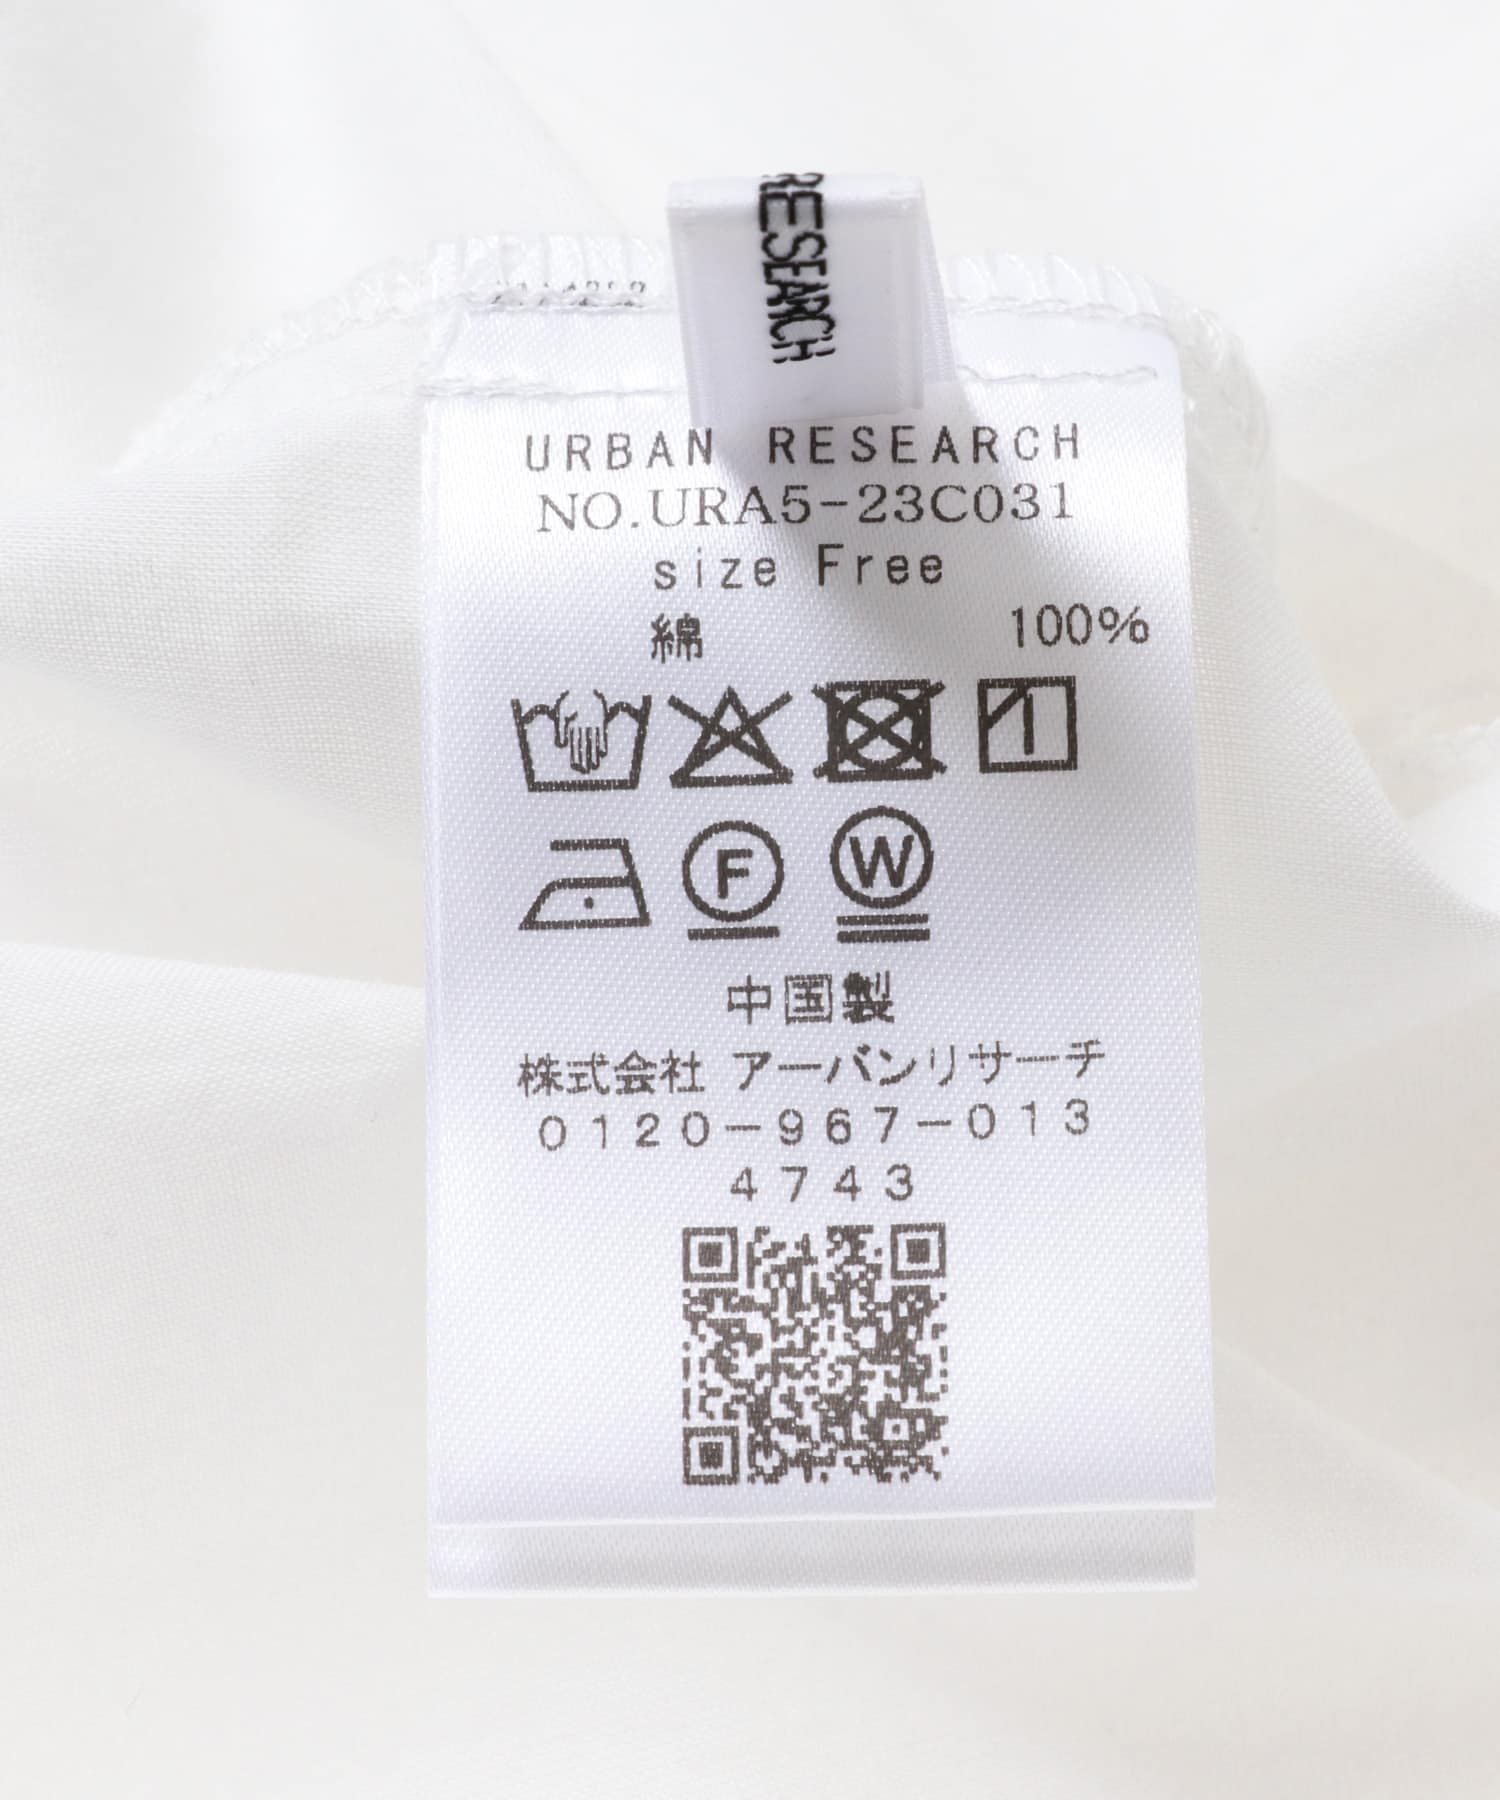 RESEARCH
URBAN RESEARCH
NO.URA5-23C031
size Free
綿 100%
F W
中国製
株式会社 アーバンリサーチ
0120-967-013
4743